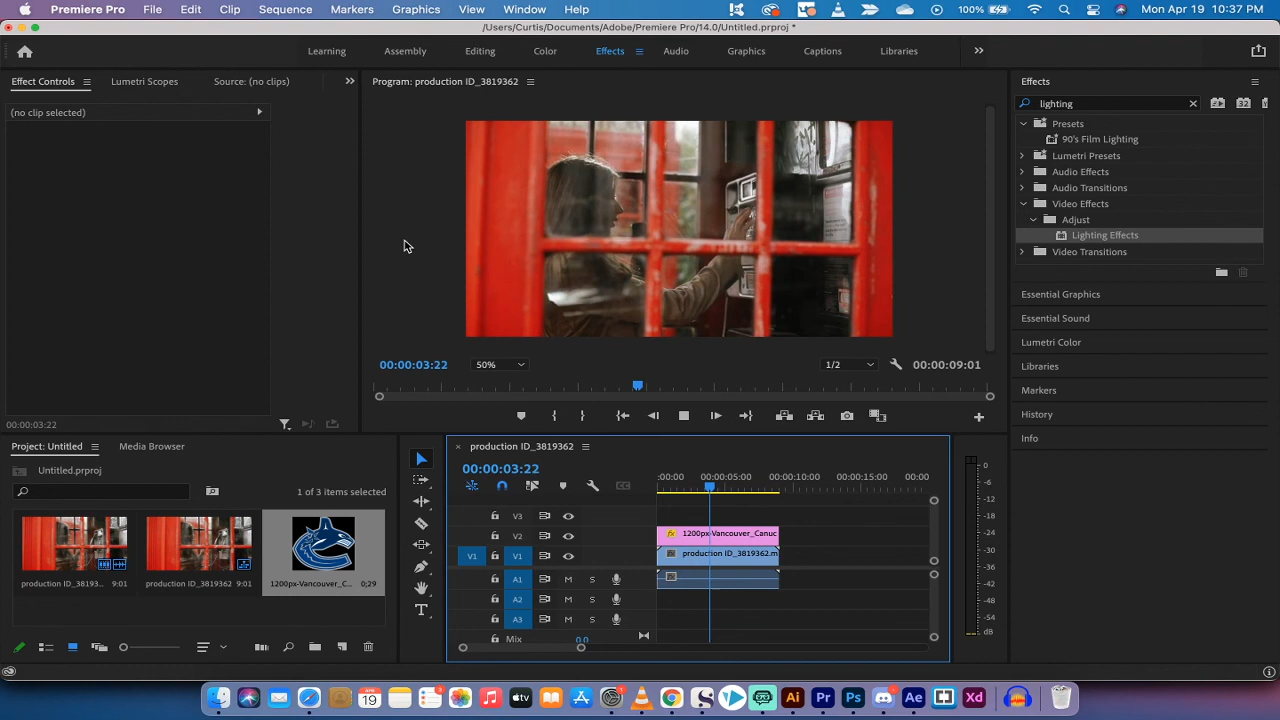 Premiere Pro File Edit Clip Sequence Markers Graphics View Window Help 100% Mon Apr 19 10:37 PM
/Users/Curtis/Documents/Adobe/Premiere Pro/14.0/Untitled.prproj *
Learning Assembly Editing Color Effects Audio Graphics Captions Libraries
Effect Controls Lumetri Scopes Source: (no clips)
(no clip selected)
00:00:03:22
Program: production ID_3819362
00:00:03:22 50% 1/2 00:00:09:01
Effects
lighting
Presets
90's Film Lighting
Lumetri Presets
Audio Effects
Audio Transitions
Video Effects
Adjust
Lighting Effects
Video Transitions
Essential Graphics
Essential Sound
Lumetri Color
Libraries
Markers
History
Info
Project: Untitled Media Browser
Untitled.prproj
1 of 3 items selected
production ID_38193... 9:01
production ID_3819362 9:01
1200px-Vancouver_C... 0;29
production ID_3819362
00:00:03:22
:00:00 00:00:05:00 00:00:10:00 00:00:15:00 00:00
V3
V2 1200px-Vancouver_Canuc
V1 V1 production ID_3819362.m
A1 M S
A2 M S
A3 M S
Mix 0.0
0
-6
-12
-18
-24
-30
-36
-42
-48
-54
dB